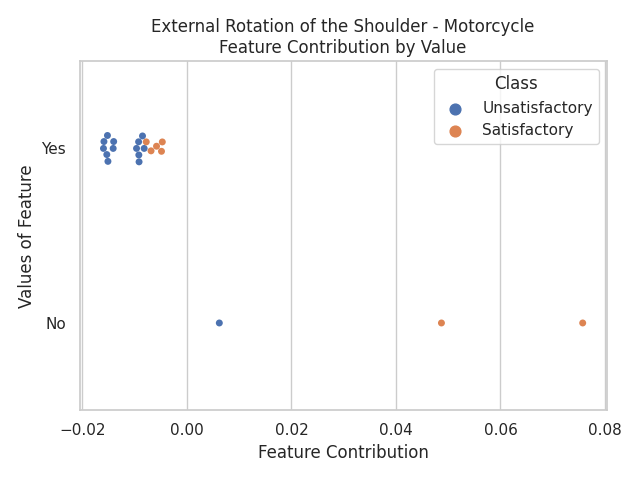 External Rotation of the Shoulder - Motorcycle
Feature Contribution by Value
Class
Unsatisfactory
Satisfactory
Values of Feature
Yes
No
−0.02 0.00 0.02 0.04 0.06 0.08
Feature Contribution